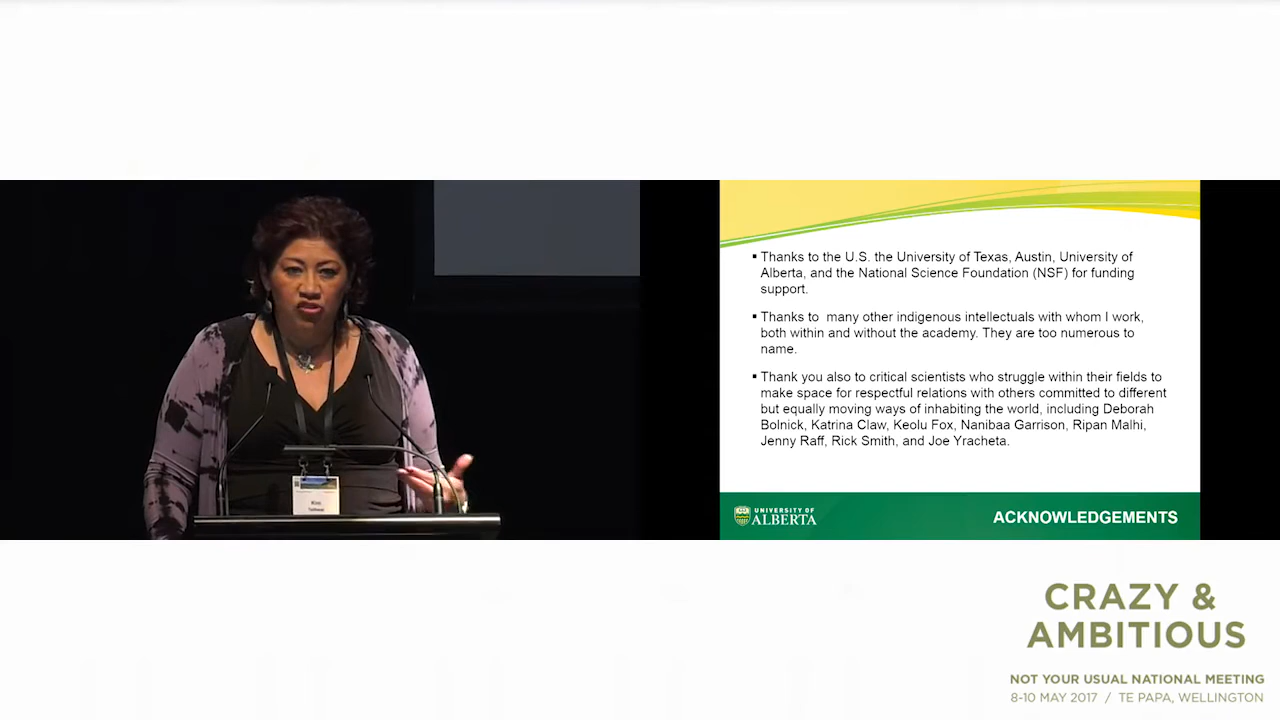 Thanks to the U.S. the University of Texas, Austin, University of
Alberta, and the National Science Foundation (NSF) for funding
support.
Thanks to many other indigenous intellectuals with whom I work,
both within and without the academy. They are too numerous to
name.
Thank you also to critical scientists who struggle within their fields to
make space for respectful relations with others committed to different
but equally moving ways of inhabiting the world, including Deborah
Bolnick, Katrina Claw, Keolu Fox, Nanibaa Garrison, Ripan Malhi,
Jenny Raff, Rick Smith, and Joe Yracheta.
UNIVERSITY OF
ALBERTA
ACKNOWLEDGEMENTS
Kim
CRAZY &
AMBITIOUS
NOT YOUR USUAL NATIONAL MEETING
8-10 MAY 2017 / TE PAPA, WELLINGTON